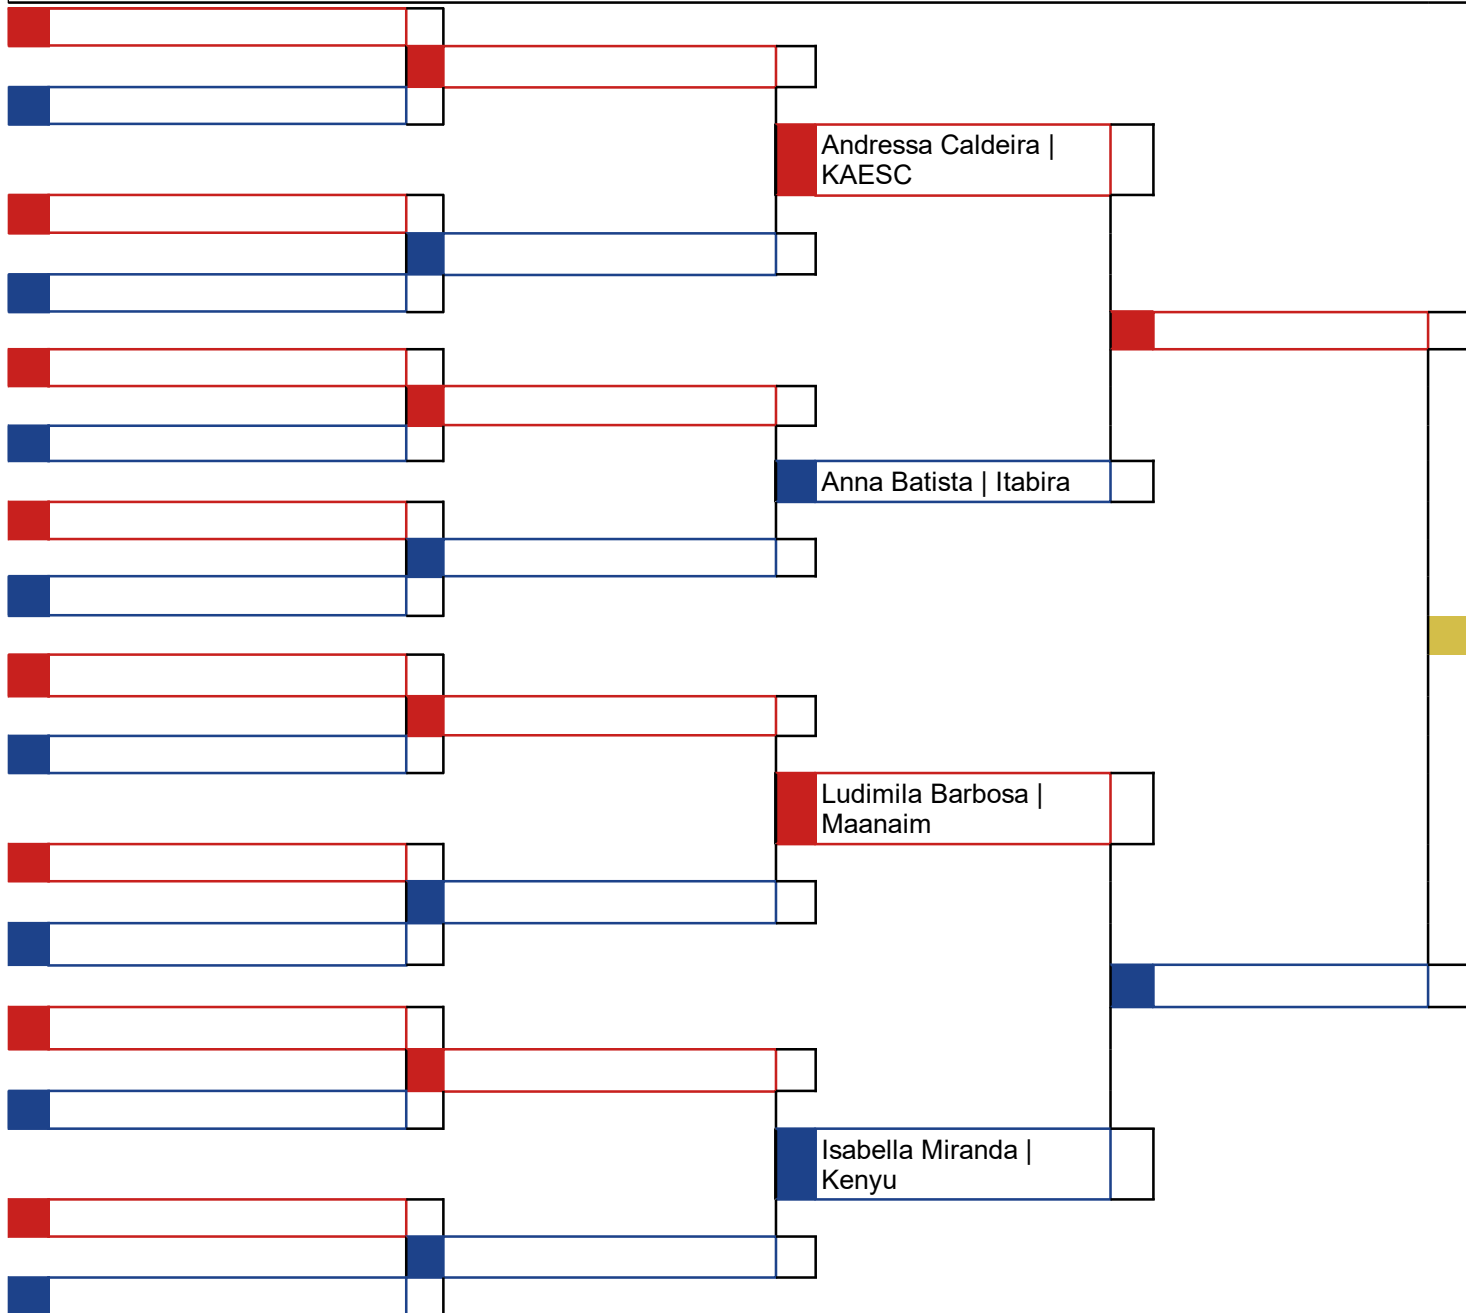 Andressa Caldeira |
KAESC
Anna Batista | Itabira
Ludimila Barbosa |
Maanaim
Isabella Miranda |
Kenyu